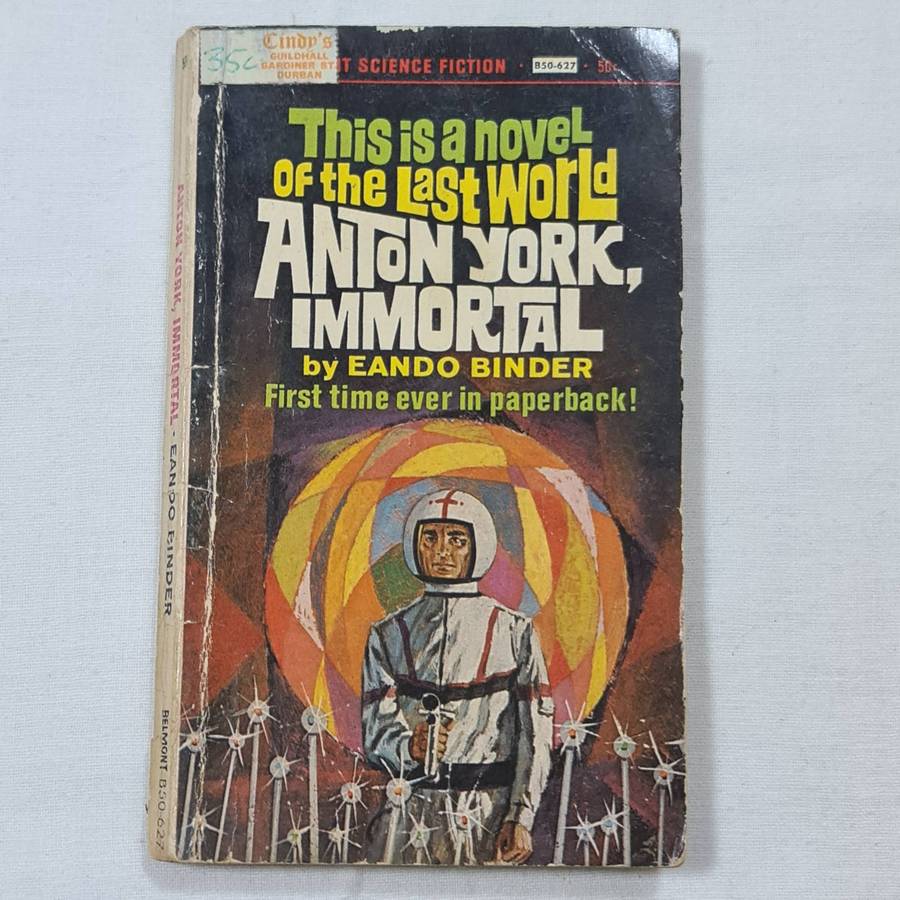 35c
Cindy's
GUILDHALL
GARDINER ST.
DURBAN
T SCIENCE FICTION · B50-627 · 50
This is a novel
of the Last World
ANTON YORK,
IMMORTAL
by EANDO BINDER
First time ever in paperback!
ANTON YORK, IMMORTAL · EANDO BINDER
BELMONT B50-627